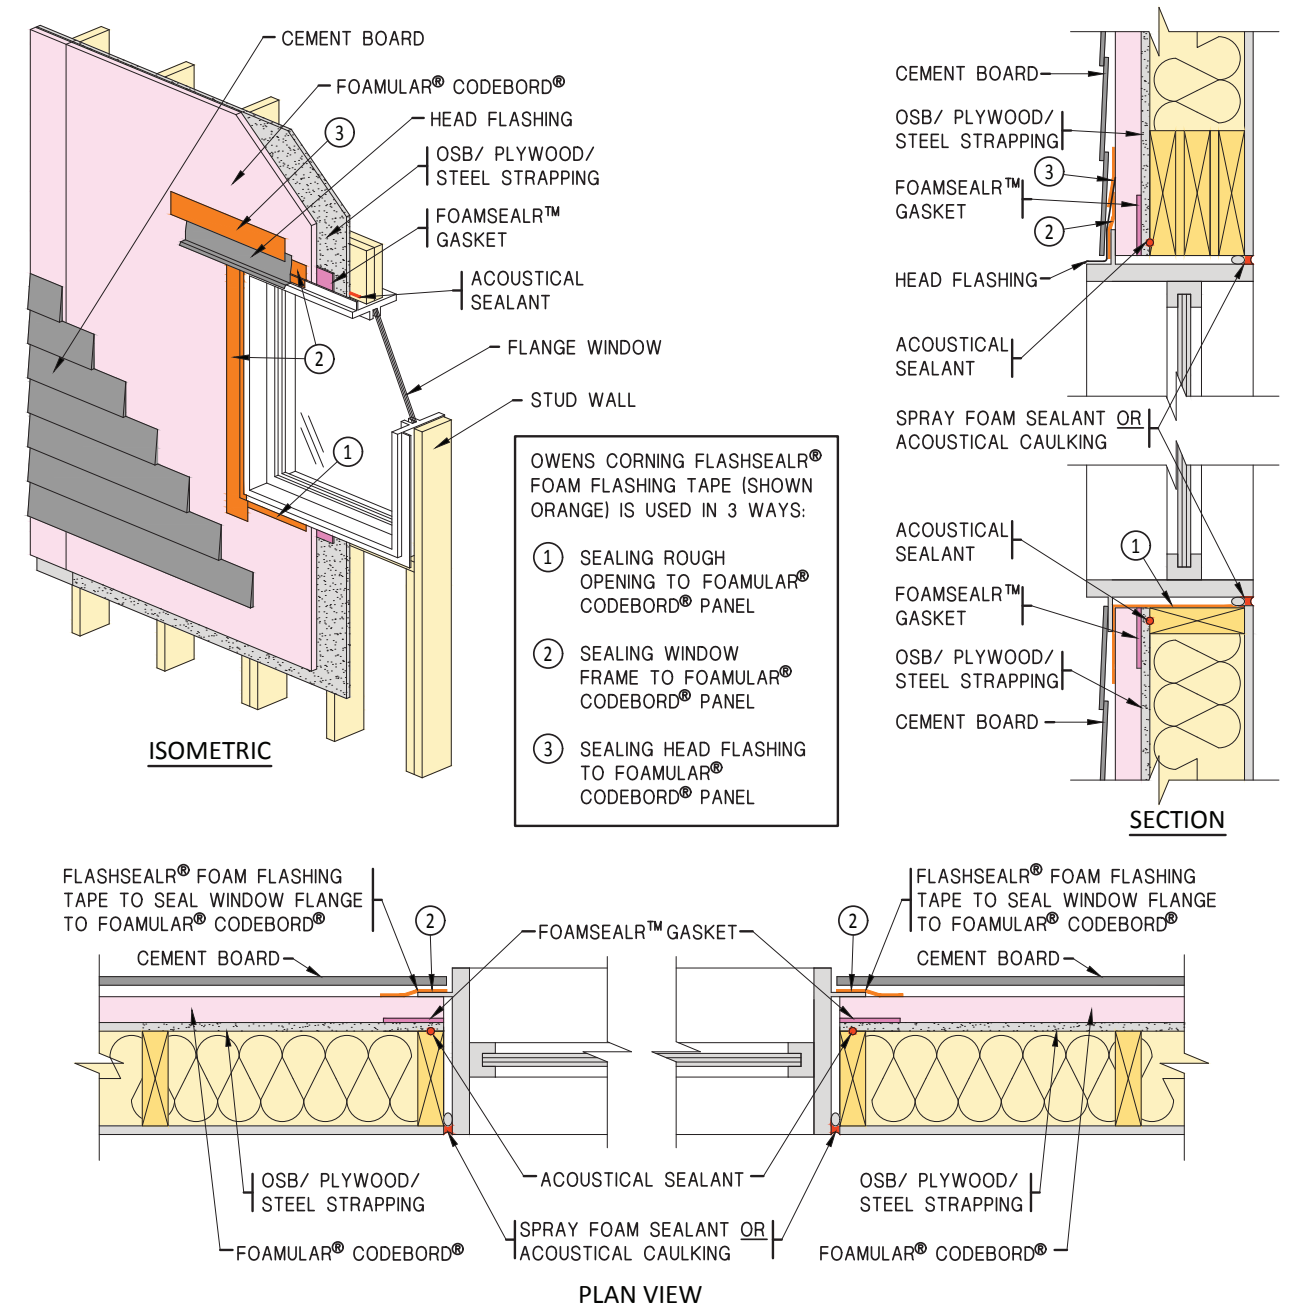 CEMENT BOARD
FOAMULAR® CODEBORD®
HEAD FLASHING
3
OSB/ PLYWOOD/
STEEL STRAPPING
FOAMSEALR™
GASKET
ACOUSTICAL
SEALANT
2
FLANGE WINDOW
STUD WALL
1
ISOMETRIC
OWENS CORNING FLASHSEALR®
FOAM FLASHING TAPE (SHOWN
ORANGE) IS USED IN 3 WAYS:
1 SEALING ROUGH
OPENING TO FOAMULAR®
CODEBORD® PANEL
2 SEALING WINDOW
FRAME TO FOAMULAR®
CODEBORD® PANEL
3 SEALING HEAD FLASHING
TO FOAMULAR®
CODEBORD® PANEL
CEMENT BOARD
OSB/ PLYWOOD/
STEEL STRAPPING
3
FOAMSEALR™
GASKET
2
HEAD FLASHING
ACOUSTICAL
SEALANT
SPRAY FOAM SEALANT OR
ACOUSTICAL CAULKING
ACOUSTICAL
SEALANT
1
FOAMSEALR™
GASKET
OSB/ PLYWOOD/
STEEL STRAPPING
CEMENT BOARD
SECTION
FLASHSEALR® FOAM FLASHING
TAPE TO SEAL WINDOW FLANGE
TO FOAMULAR® CODEBORD®
2
CEMENT BOARD
FOAMSEALR™ GASKET
2
FLASHSEALR® FOAM FLASHING
TAPE TO SEAL WINDOW FLANGE
TO FOAMULAR® CODEBORD®
CEMENT BOARD
OSB/ PLYWOOD/
STEEL STRAPPING
FOAMULAR® CODEBORD®
ACOUSTICAL SEALANT
SPRAY FOAM SEALANT OR
ACOUSTICAL CAULKING
OSB/ PLYWOOD/
STEEL STRAPPING
FOAMULAR® CODEBORD®
PLAN VIEW